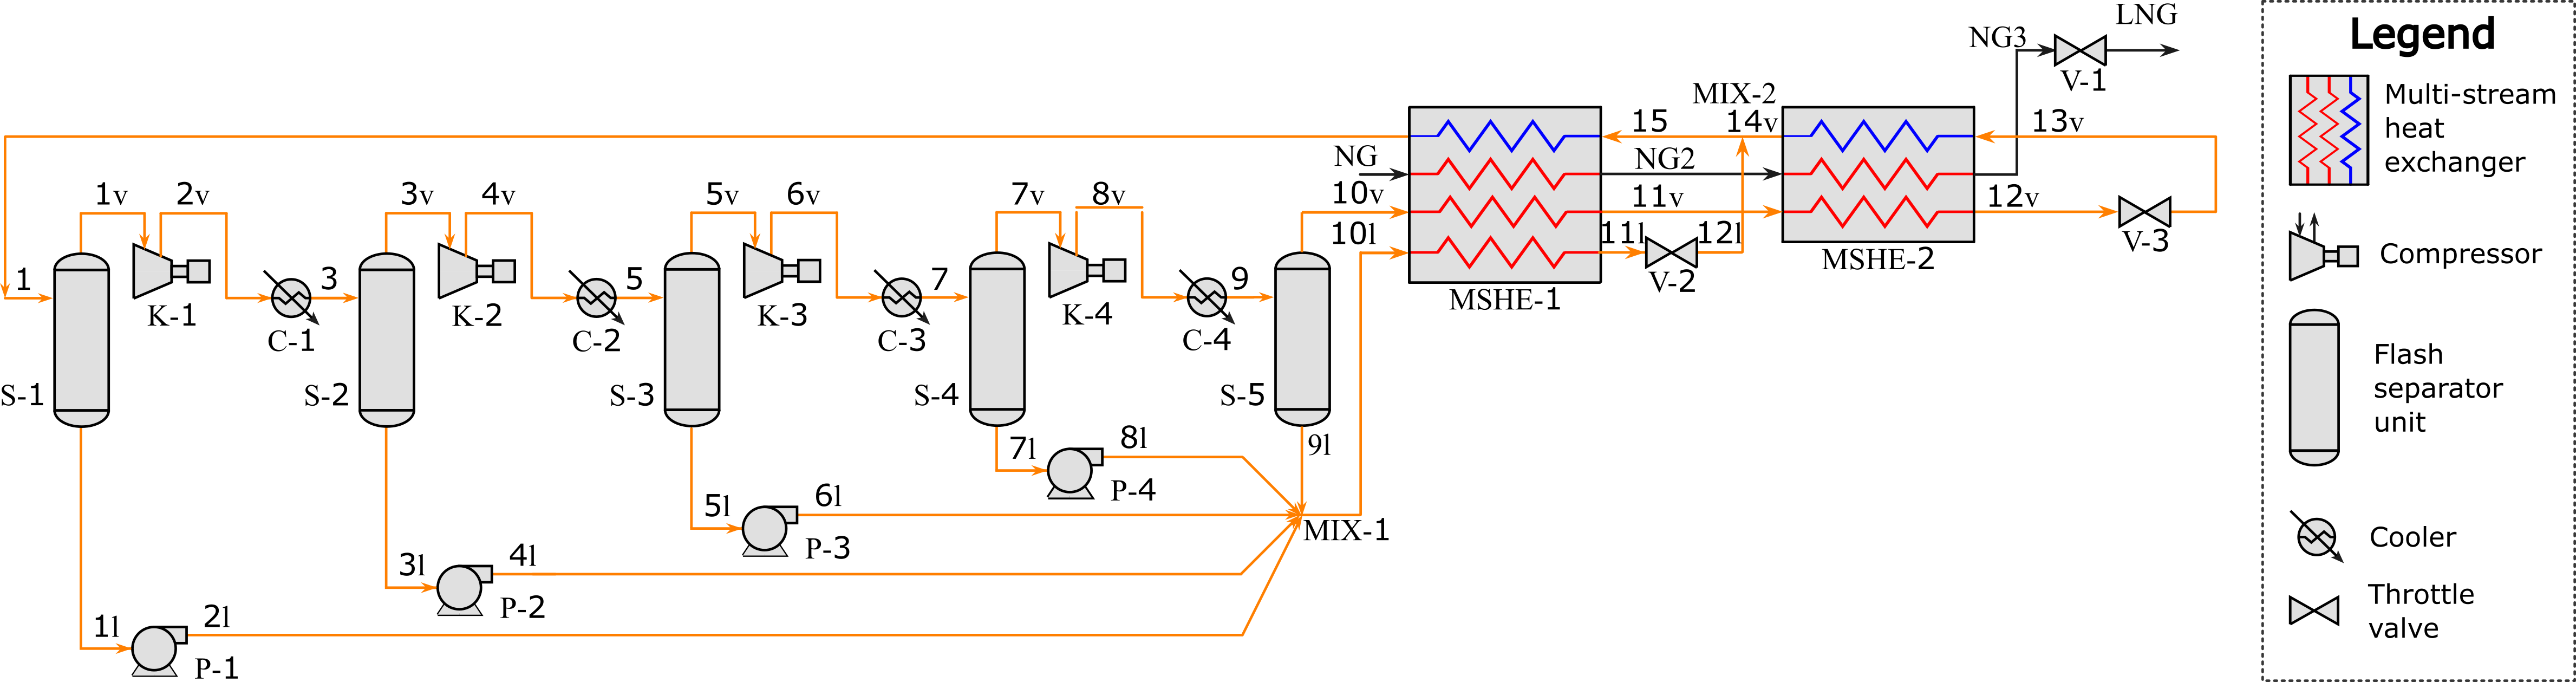 LNG
NG3
V-1
MIX-2
15
14v
13v
NG
NG2
10v
11v
12v
10l
11l
12l
V-2
V-3
MSHE-1
MSHE-2
1v
2v
3v
4v
5v
6v
7v
8v
1
3
5
7
9
K-1
K-2
K-3
K-4
C-1
C-2
C-3
C-4
S-1
S-2
S-3
S-4
S-5
7l
8l
9l
P-4
5l
6l
P-3
MIX-1
3l
4l
P-2
1l
2l
P-1
Legend
Multi-stream
heat
exchanger
Compressor
Flash
separator
unit
Cooler
Throttle
valve